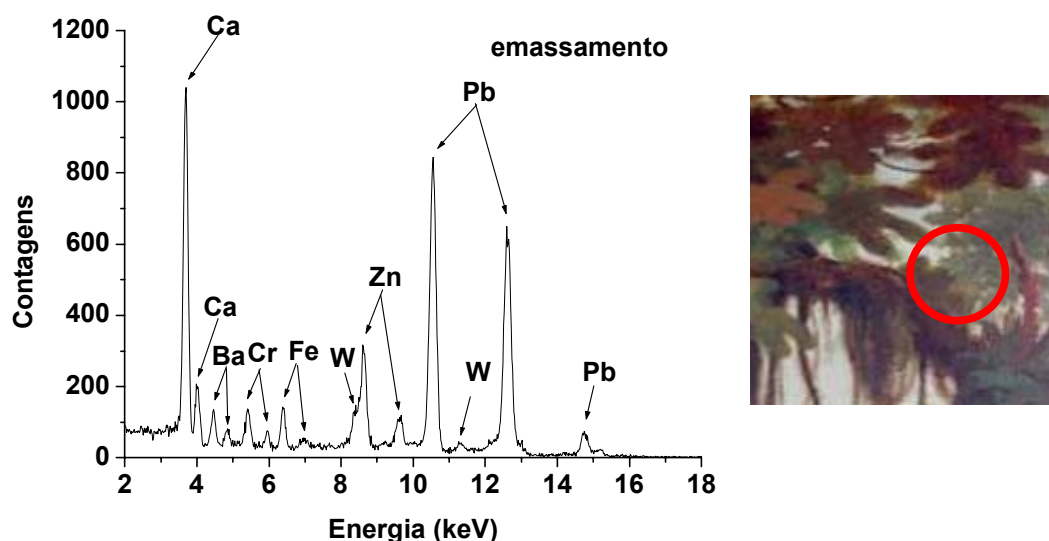 1200
1000
800
600
400
200
0
Contagens
Ca
emassamento
Pb
Ca
Ba
Cr
Fe
W
Zn
W
Pb
2 4 6 8 10 12 14 16 18
Energia (keV)